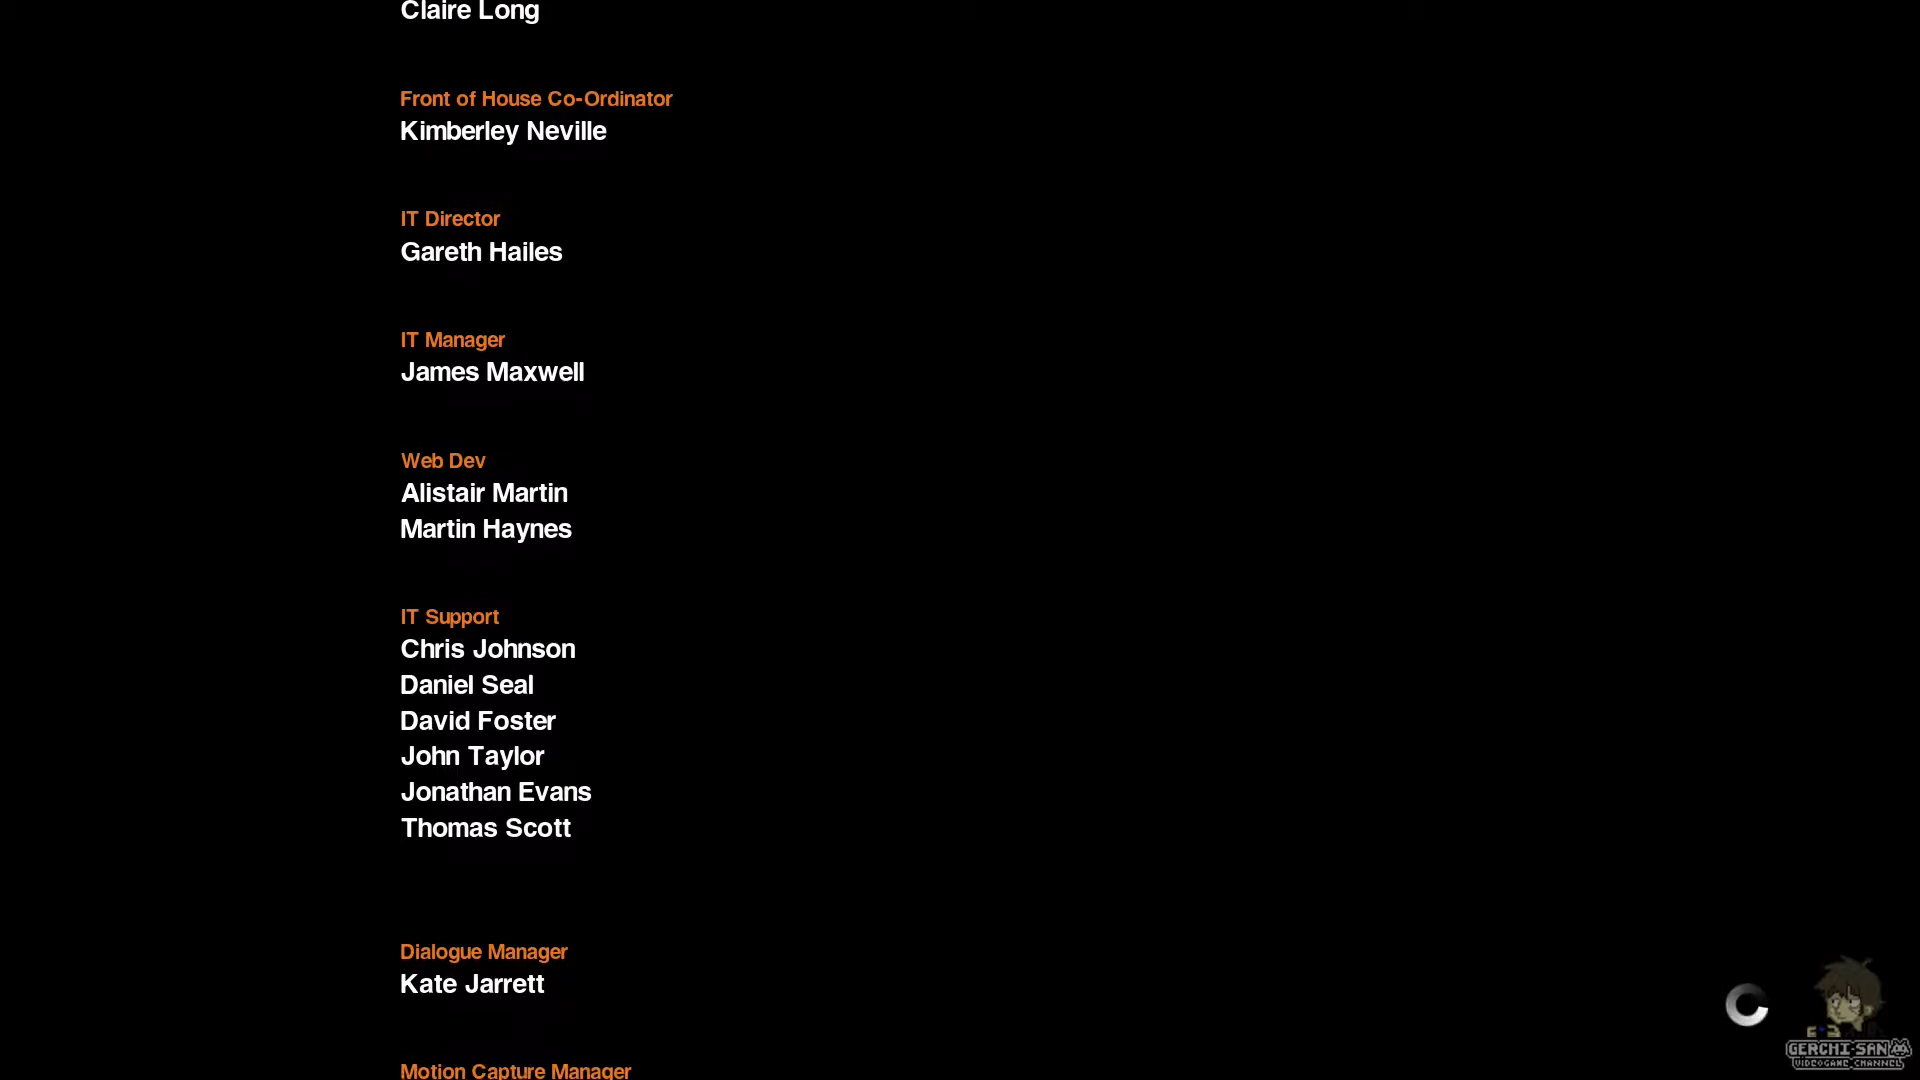 Claire Long
Front of House Co-Ordinator
Kimberley Neville
IT Director
Gareth Hailes
IT Manager
James Maxwell
Web Dev
Alistair Martin
Martin Haynes
IT Support
Chris Johnson
Daniel Seal
David Foster
John Taylor
Jonathan Evans
Thomas Scott
Dialogue Manager
Kate Jarrett
Motion Capture Manager
GERCHI-SAN
VIDEOGAME CHANNEL